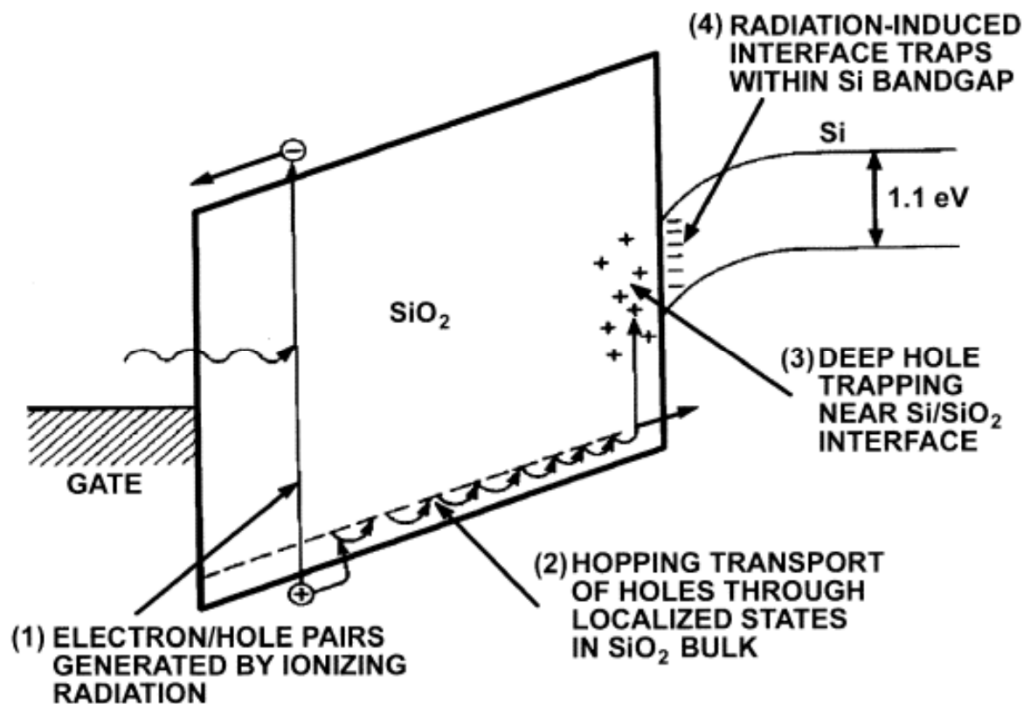 (4) RADIATION-INDUCED
INTERFACE TRAPS
WITHIN Si BANDGAP
Si
1.1 eV
SiO₂
(3) DEEP HOLE
TRAPPING
NEAR Si/SiO₂
INTERFACE
GATE
(2) HOPPING TRANSPORT
OF HOLES THROUGH
LOCALIZED STATES
IN SiO₂ BULK
(1) ELECTRON/HOLE PAIRS
GENERATED BY IONIZING
RADIATION